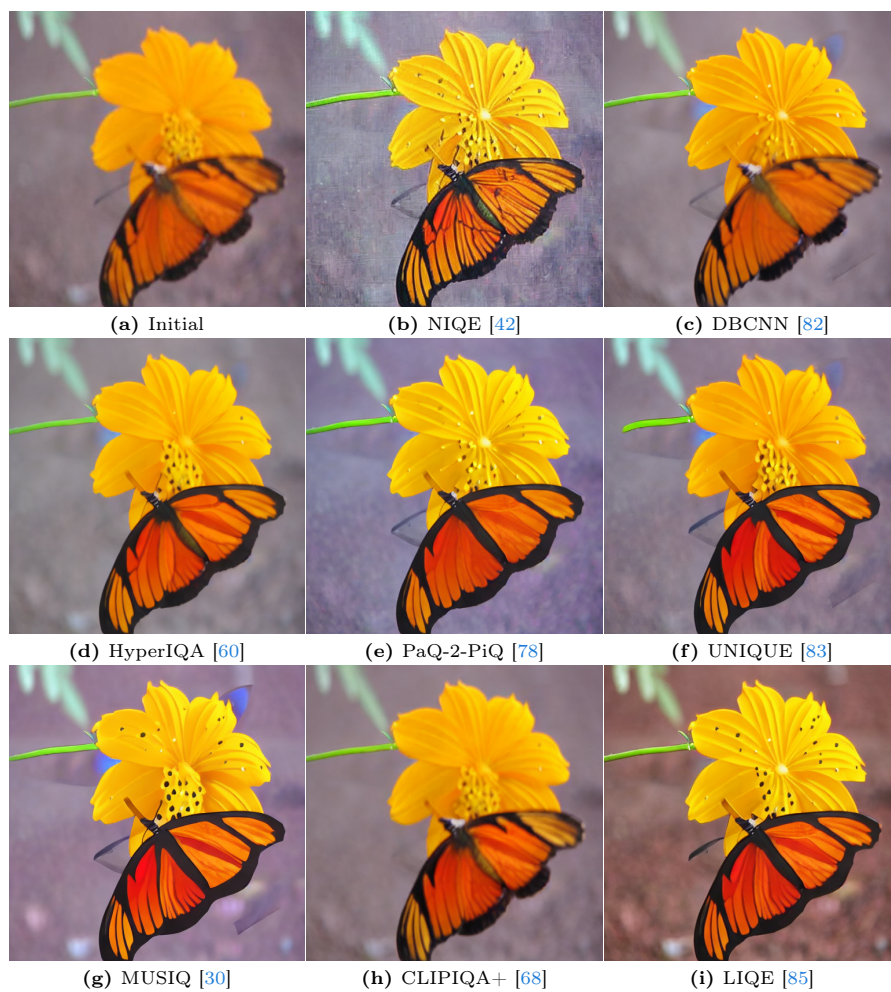 (a) Initial
(b) NIQE [42]
(c) DBCNN [82]
(d) HyperIQA [60]
(e) PaQ-2-PiQ [78]
(f) UNIQUE [83]
(g) MUSIQ [30]
(h) CLIPIQA+ [68]
(i) LIQE [85]